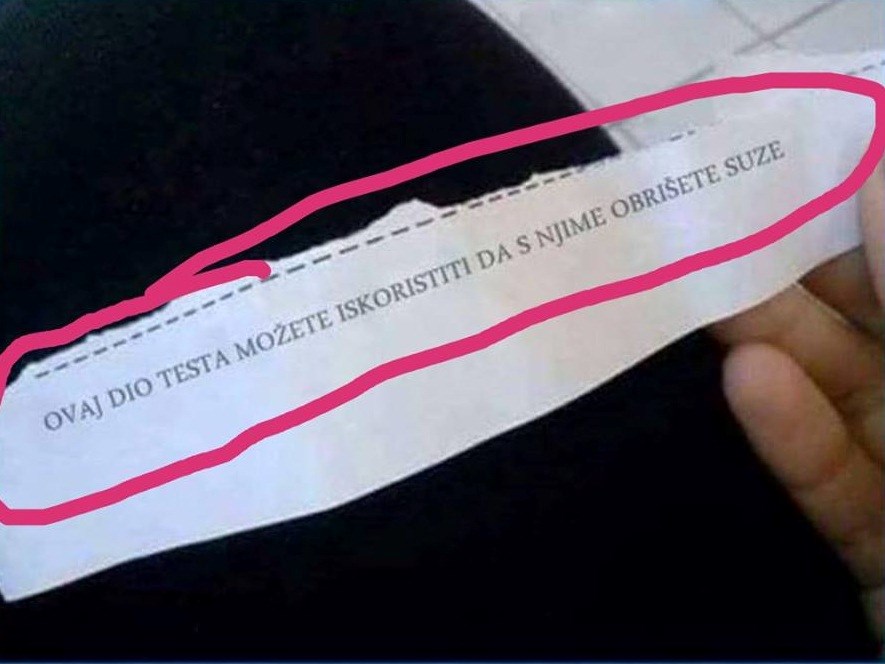 OVAJ DIO TESTA MOŽETE ISKORISTITI DA S NJIME OBRIŠETE SUZE